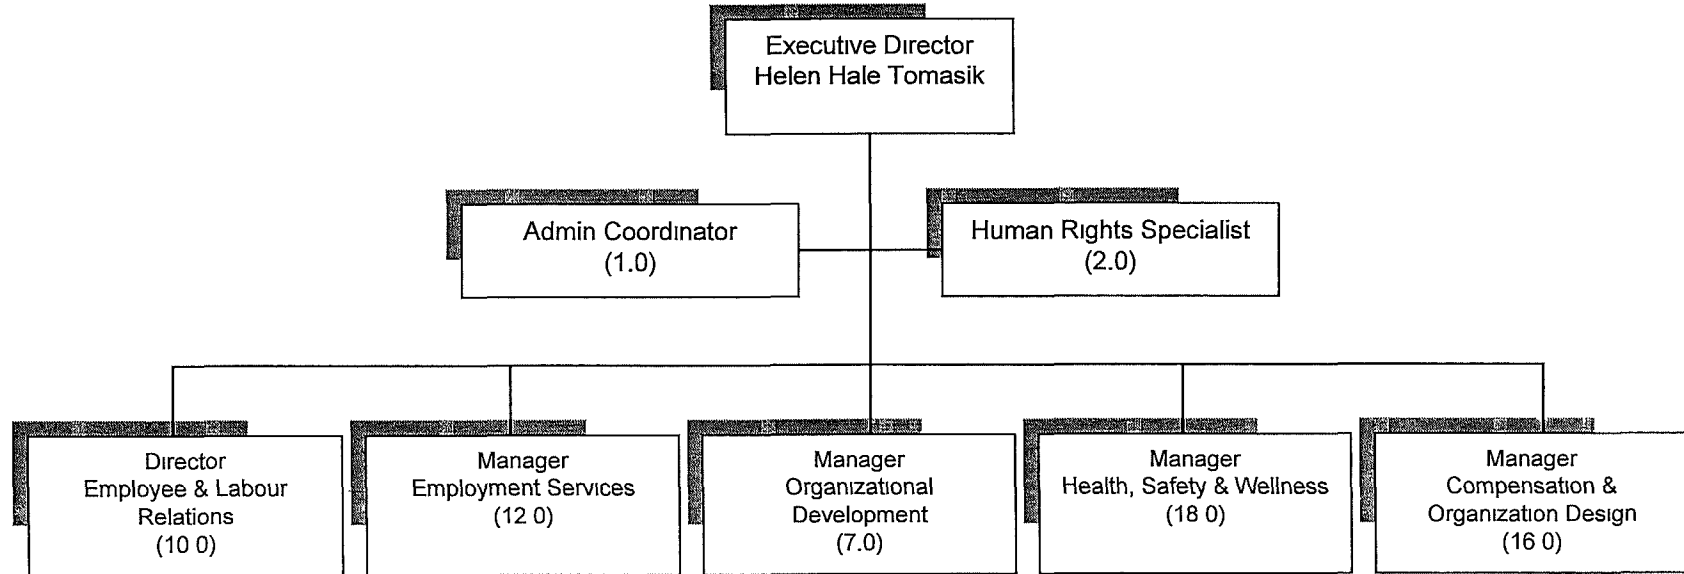 Executive Director
Helen Hale Tomasik
Admin Coordinator
(1.0)
Human Rights Specialist
(2.0)
Director
Employee & Labour
Relations
(10 0)
Manager
Employment Services
(12 0)
Manager
Organizational
Development
(7.0)
Manager
Health, Safety & Wellness
(18 0)
Manager
Compensation &
Organization Design
(16 0)